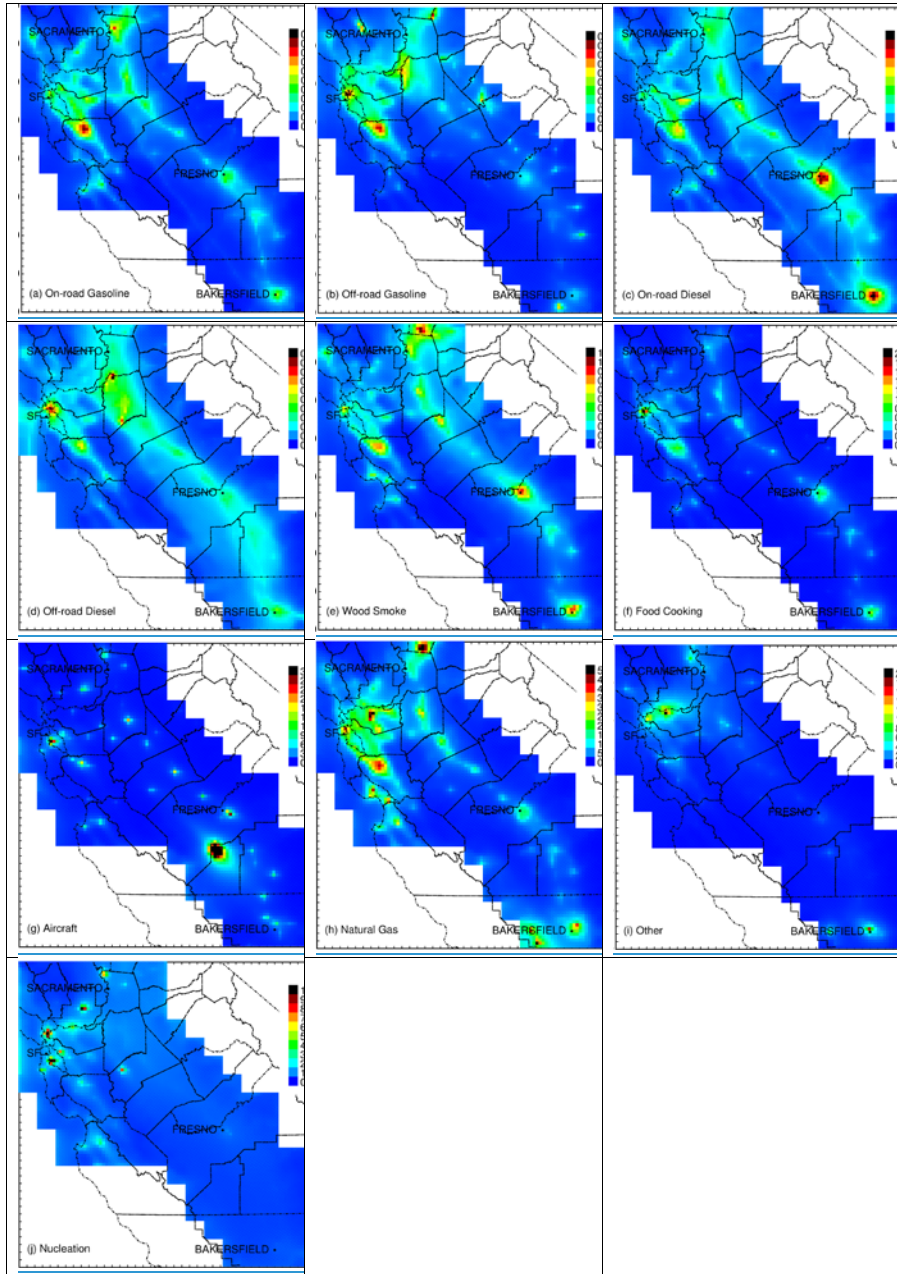 SACRAMENTO
SF
FRESNO
BAKERSFIELD
(a) On-road Gasoline
SACRAMENTO
SF
FRESNO
BAKERSFIELD
(b) Off-road Gasoline
SACRAMENTO
SF
FRESNO
BAKERSFIELD
(c) On-road Diesel
SACRAMENTO
SF
FRESNO
BAKERSFIELD
(d) Off-road Diesel
SACRAMENTO
SF
FRESNO
BAKERSFIELD
(e) Wood Smoke
SACRAMENTO
SF
FRESNO
BAKERSFIELD
(f) Food Cooking
SACRAMENTO
SF
FRESNO
BAKERSFIELD
(g) Aircraft
SACRAMENTO
SF
FRESNO
BAKERSFIELD
(h) Natural Gas
SACRAMENTO
SF
FRESNO
BAKERSFIELD
(i) Other
SACRAMENTO
SF
FRESNO
BAKERSFIELD
(j) Nucleation